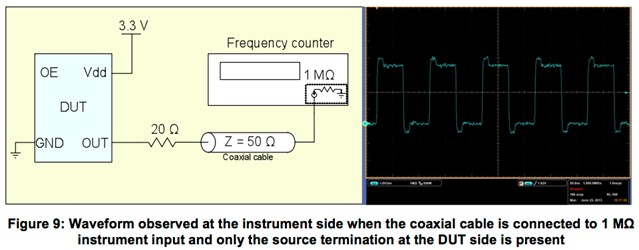 3.3 V
Frequency counter
OE Vdd
1 MΩ
DUT
20 Ω
GND OUT
Z = 50 Ω
Coaxial cable
Figure 9: Waveform observed at the instrument side when the coaxial cable is connected to 1 MΩ
instrument input and only the source termination at the DUT side is present